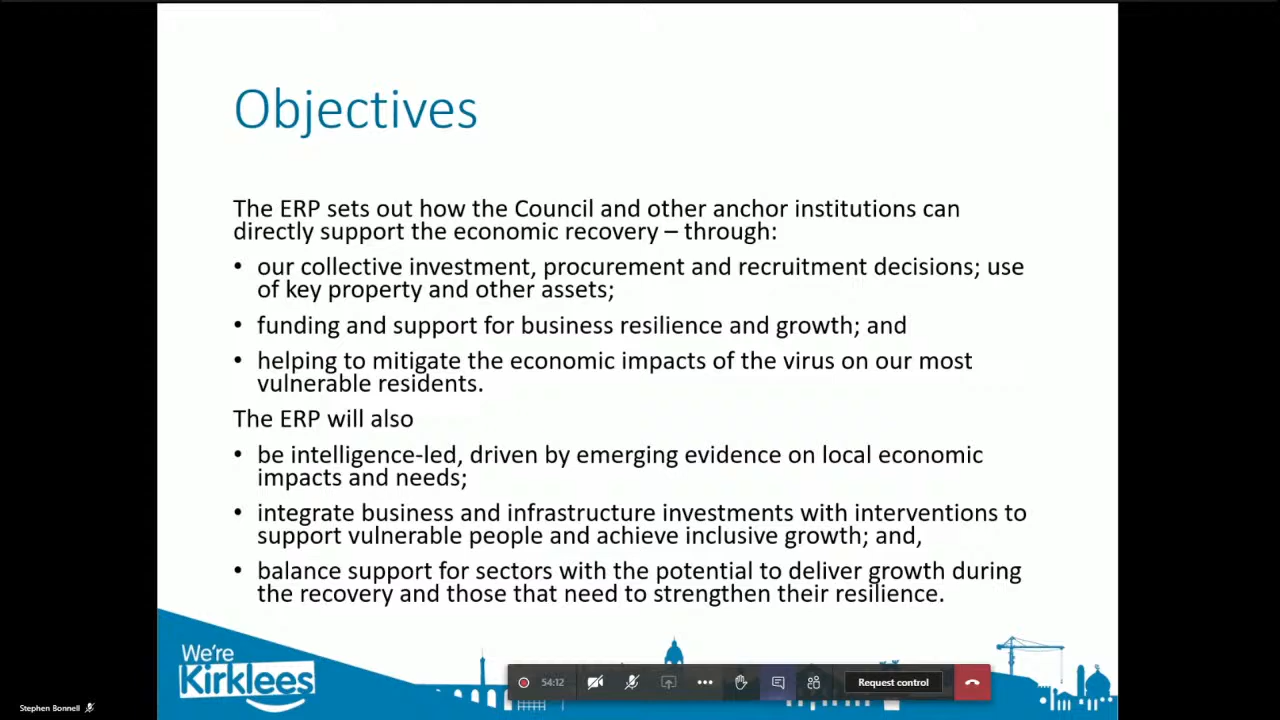 Objectives
The ERP sets out how the Council and other anchor institutions can
directly support the economic recovery – through:
• our collective investment, procurement and recruitment decisions; use
of key property and other assets;
• funding and support for business resilience and growth; and
• helping to mitigate the economic impacts of the virus on our most
vulnerable residents.
The ERP will also
• be intelligence-led, driven by emerging evidence on local economic
impacts and needs;
• integrate business and infrastructure investments with interventions to
support vulnerable people and achieve inclusive growth; and,
• balance support for sectors with the potential to deliver growth during
the recovery and those that need to strengthen their resilience.
We're
Kirklees
54:12
Request control
Stephen Bonnell